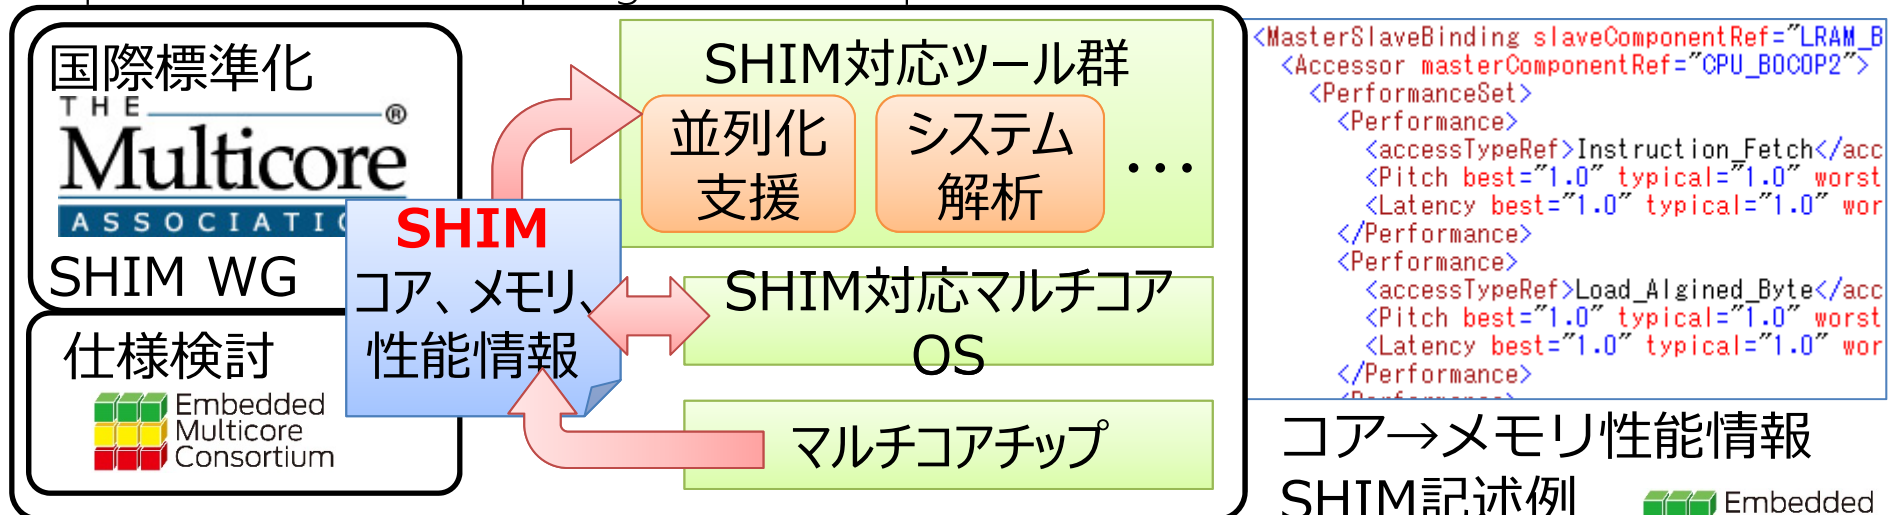 国際標準化
THE
Multicore®
ASSOCIATI
SHIM WG
仕様検討
Embedded
Multicore
Consortium
SHIM
コア、メモリ、
性能情報
SHIM対応ツール群
並列化
支援
システム
解析
・・・
SHIM対応マルチコア
OS
マルチコアチップ
<MasterSlaveBinding slaveComponentRef="LRAM_B
<Accessor masterComponentRef="CPU_BOCOP2">
<PerformanceSet>
<Performance>
<accessTypeRef>Instruction_Fetch</acc
<Pitch best="1.0" typical="1.0" worst
<Latency best="1.0" typical="1.0" wor
</Performance>
<Performance>
<accessTypeRef>Load_Algined_Byte</acc
<Pitch best="1.0" typical="1.0" worst
<Latency best="1.0" typical="1.0" wor
</Performance>
コア→メモリ性能情報
SHIM記述例
Embedded